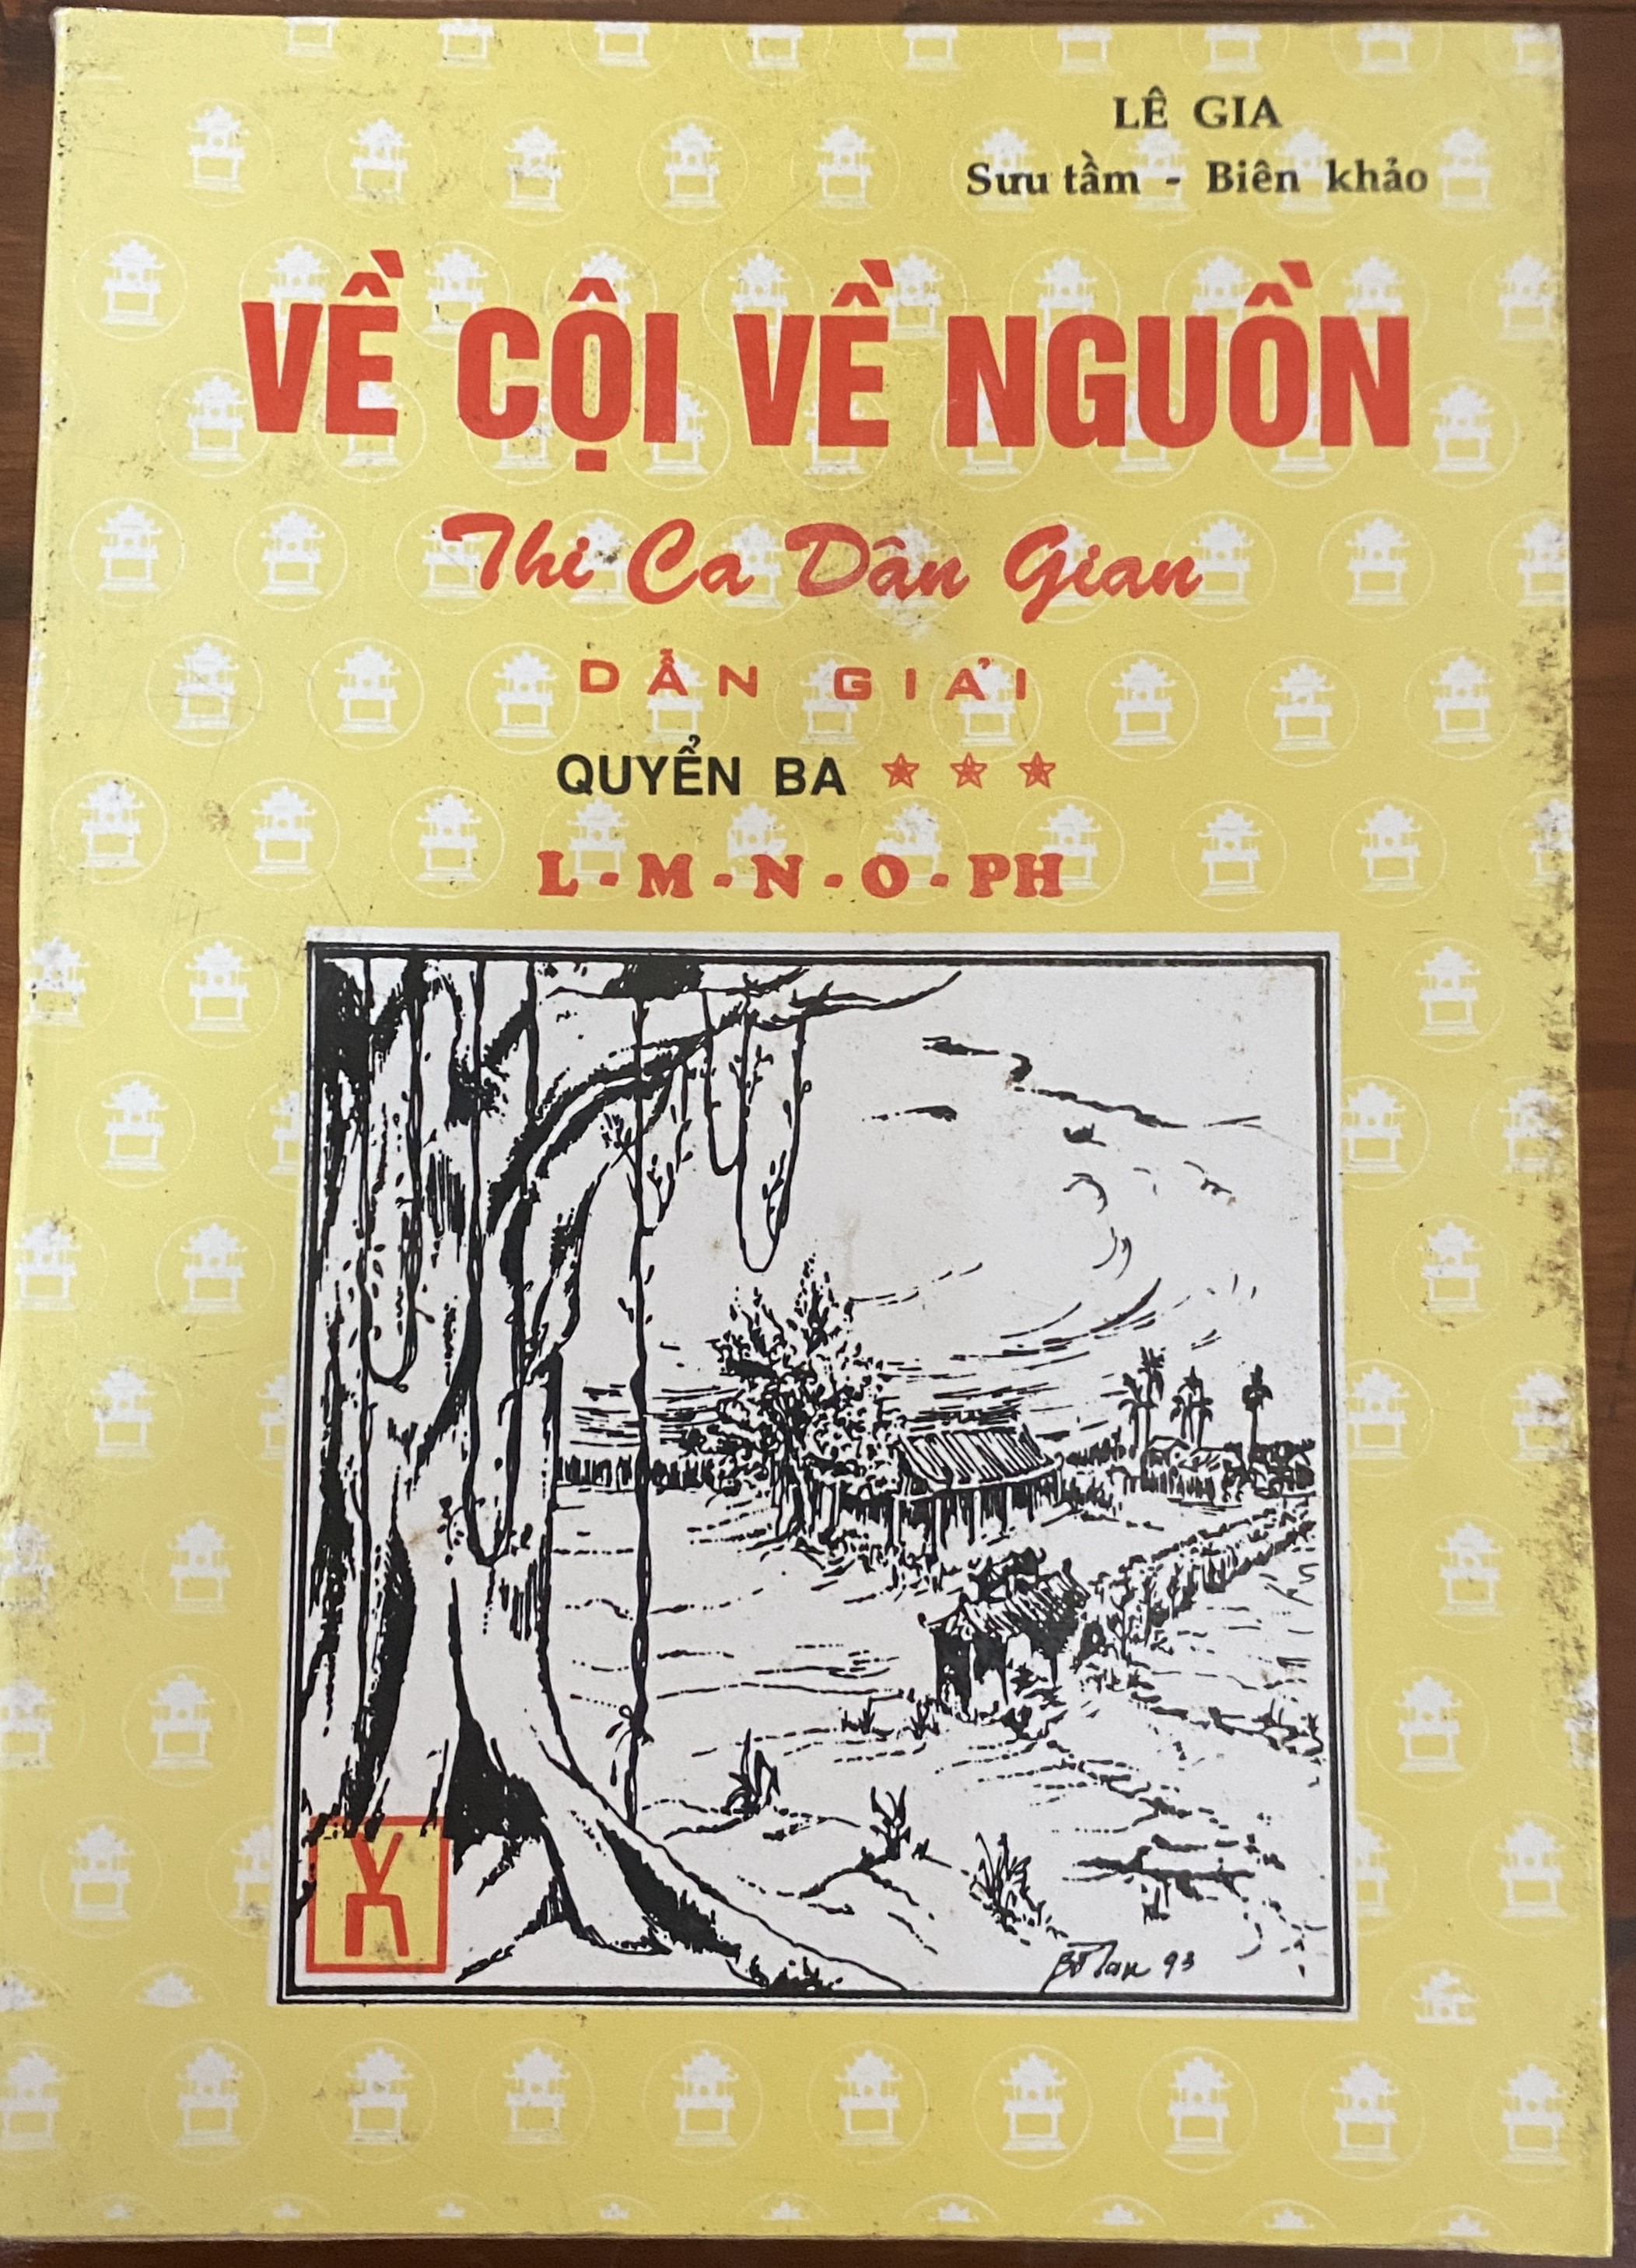 LÊ GIA
Sưu tầm - Biên khảo
VỀ CỘI VỀ NGUỒN
Thi Ca Dân Gian
DẪN GIẢI
QUYỂN BA
L - M - N - O - PH
93